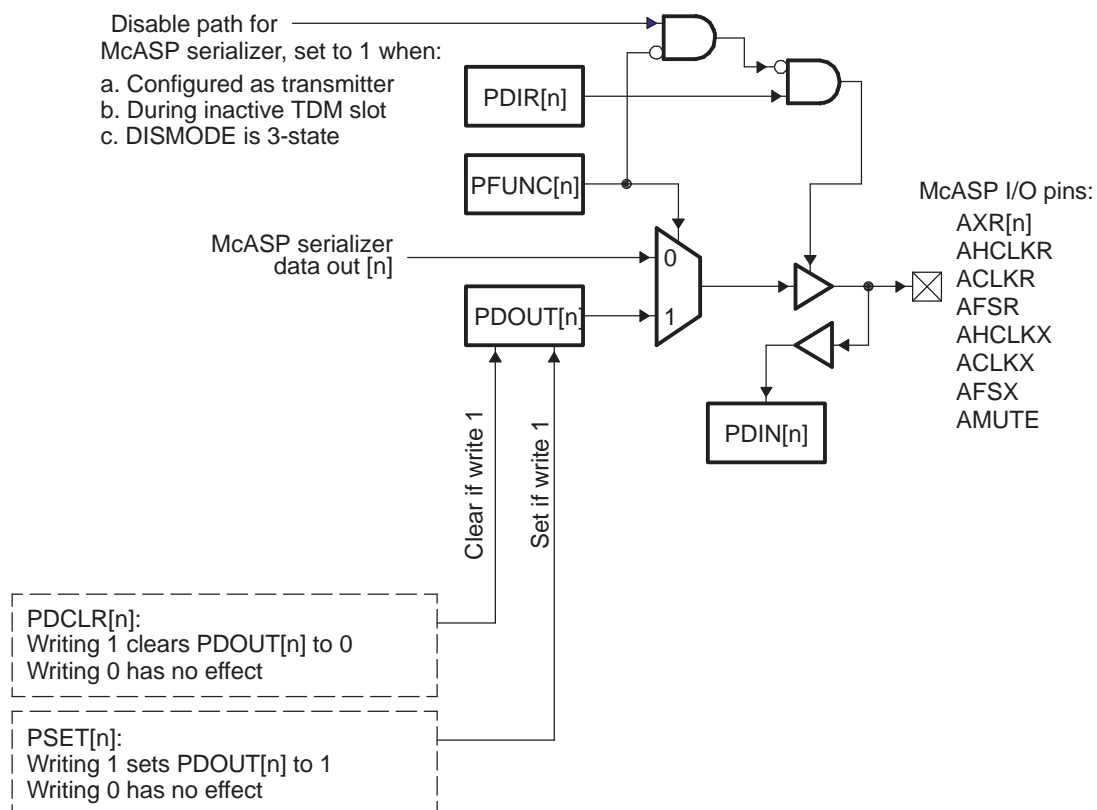 Disable path for
McASP serializer, set to 1 when:
a. Configured as transmitter
b. During inactive TDM slot
c. DISMODE is 3-state
PDIR[n]
PFUNC[n]
McASP serializer
data out [n]
0
1
PDOUT[n]
McASP I/O pins:
AXR[n]
AHCLKR
ACLKR
AFSR
AHCLKX
ACLKX
AFSX
AMUTE
PDIN[n]
Clear if write 1
Set if write 1
PDCLR[n]:
Writing 1 clears PDOUT[n] to 0
Writing 0 has no effect
PSET[n]:
Writing 1 sets PDOUT[n] to 1
Writing 0 has no effect